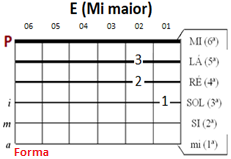 E (Mi maior)
06 05 04 03 02 01
P MI (6ª)
3 LÁ (5ª)
2 RÉ (4ª)
i 1 SOL (3ª)
m SI (2ª)
a mi (1ª)
Forma